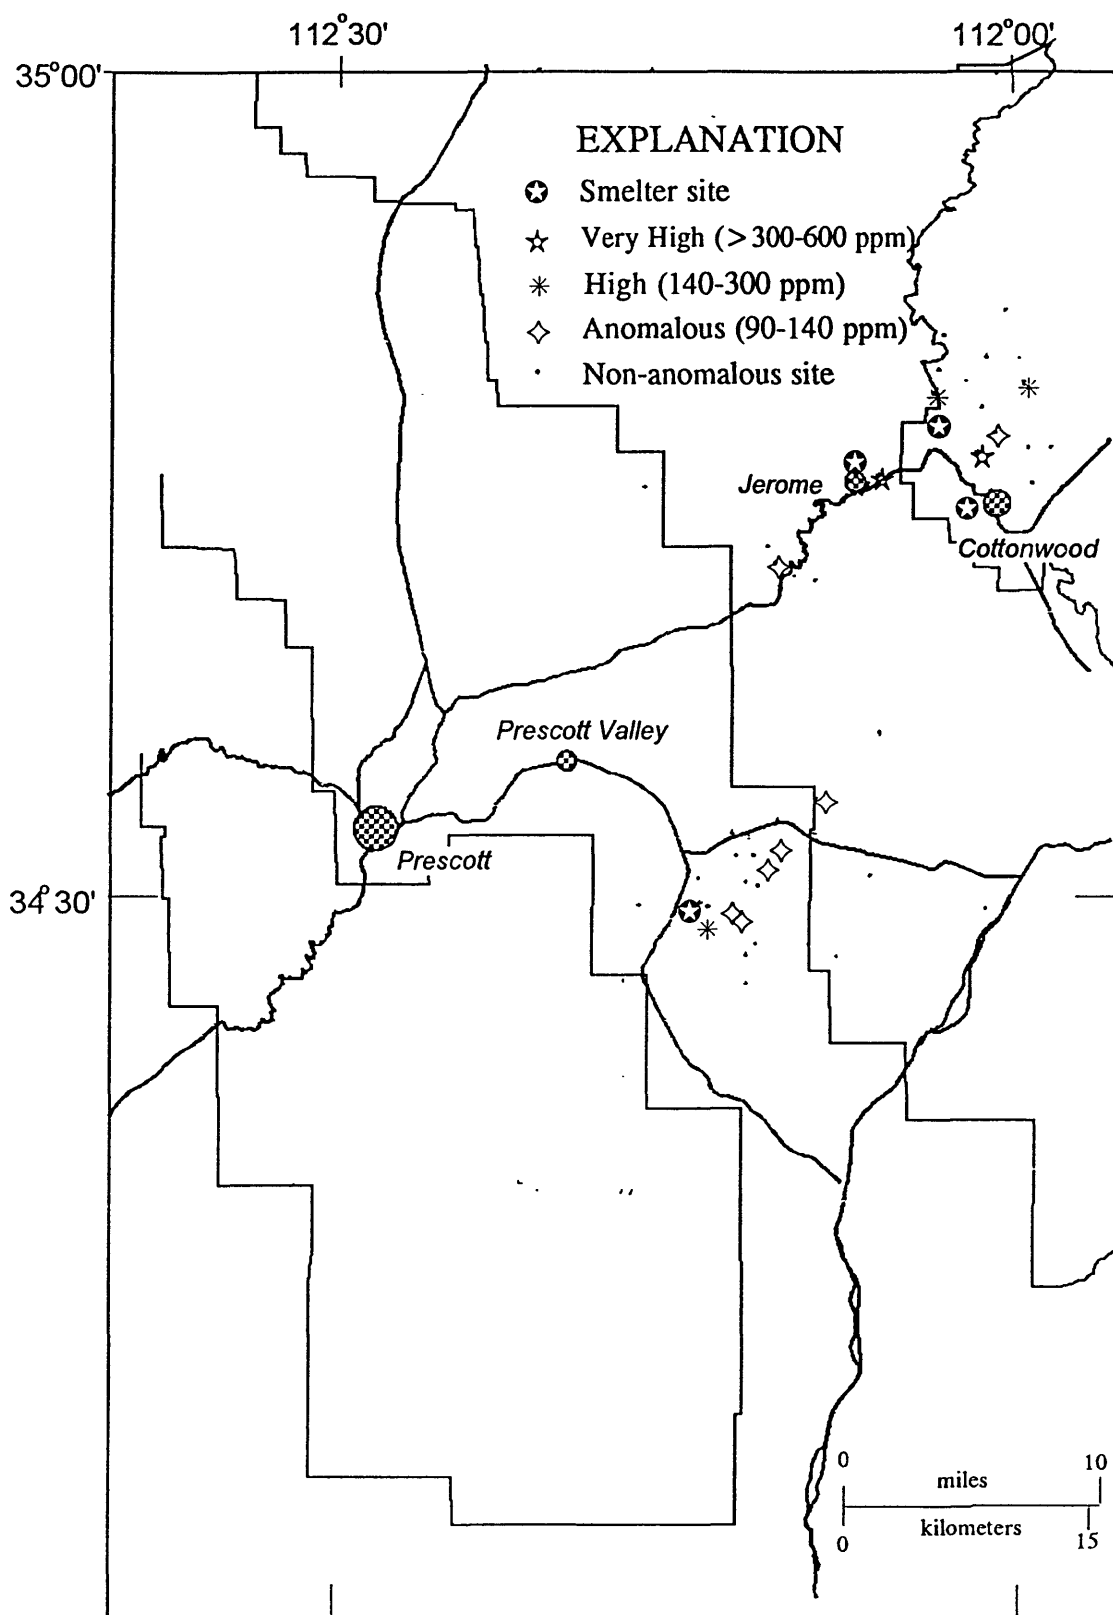 112°30' 112°00'
35°00'
EXPLANATION
Smelter site
Very High (>300-600 ppm)
High (140-300 ppm)
Anomalous (90-140 ppm)
Non-anomalous site
Jerome
Cottonwood
Prescott Valley
Prescott
34°30'
0 10
miles
kilometers
0 15